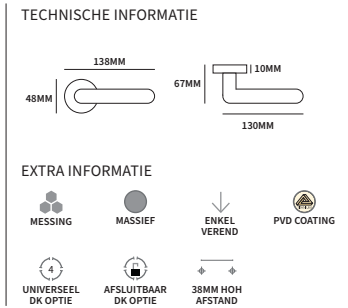 TECHNISCHE INFORMATIE
138MM
48MM
67MM
10MM
130MM
EXTRA INFORMATIE
MESSING
MASSIEF
ENKEL
VEREND
PVD COATING
4
UNIVERSEEL
DK OPTIE
AFSLUITBAAR
DK OPTIE
38MM HOH
AFSTAND